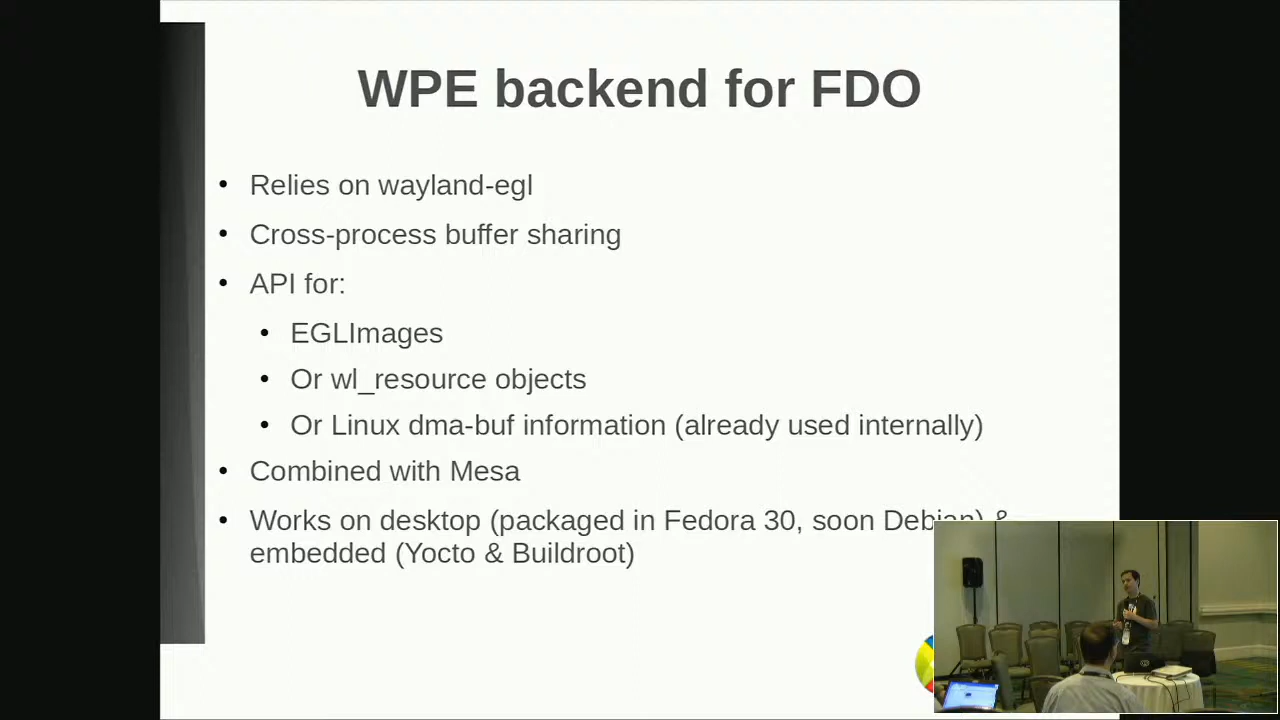 WPE backend for FDO
• Relies on wayland-egl
• Cross-process buffer sharing
• API for:
• EGLImages
• Or wl_resource objects
• Or Linux dma-buf information (already used internally)
• Combined with Mesa
• Works on desktop (packaged in Fedora 30, soon Debian) &
embedded (Yocto & Buildroot)